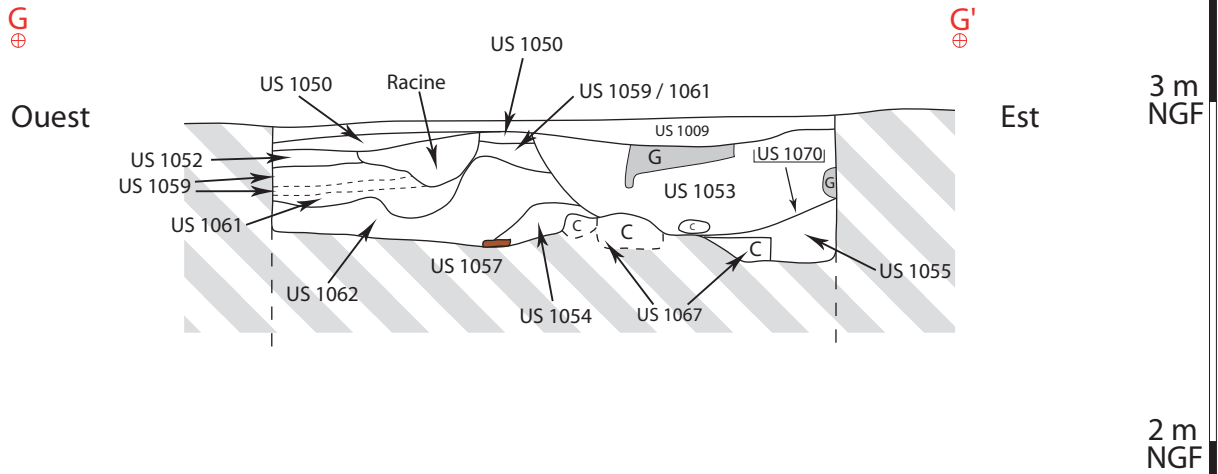 G
G'
US 1050
US 1050
Racine
US 1059 / 1061
3 m
NGF
Ouest
Est
US 1009
US 1052
G
US 1070
US 1059
US 1053
G
US 1061
C
C
C
C
US 1057
US 1055
US 1062
US 1054
US 1067
2 m
NGF